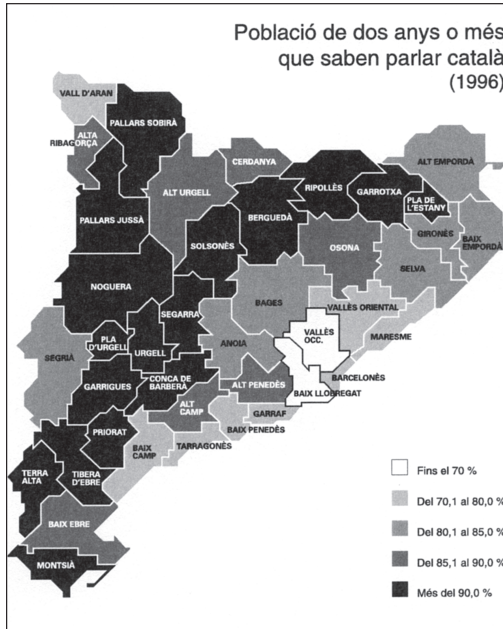 Població de dos anys o més
que saben parlar català
(1996)
VALL D'ARAN
PALLARS SOBIRÀ
ALTA
RIBAGORÇA
CERDANYA
ALT EMPORDÀ
ALT URGELL
RIPOLLÈS
GARROTXA
PLA DE
L'ESTANY
PALLARS JUSSÀ
BERGUEDÀ
GIRONÈS
BAIX
EMPORDÀ
SOLSONÈS
OSONA
SELVA
NOGUERA
BAGES
VALLÈS ORIENTAL
SEGARRA
SEGRIÀ
PLA
D'URGELL
URGELL
ANOIA
VALLÈS
OCC.
MARESME
GARRIGUES
CONCA DE
BARBERÀ
ALT PENEDÈS
BARCELONÈS
BAIX LLOBREGAT
ALT
CAMP
GARRAF
PRIORAT
BAIX PENEDÈS
BAIX
CAMP
TARRAGONÈS
TERRA
ALTA
TIBERA
D'EBRE
BAIX EBRE
MONTSIÀ
Fins el 70 %
Del 70,1 al 80,0 %
Del 80,1 al 85,0 %
Del 85,1 al 90,0 %
Més del 90,0 %